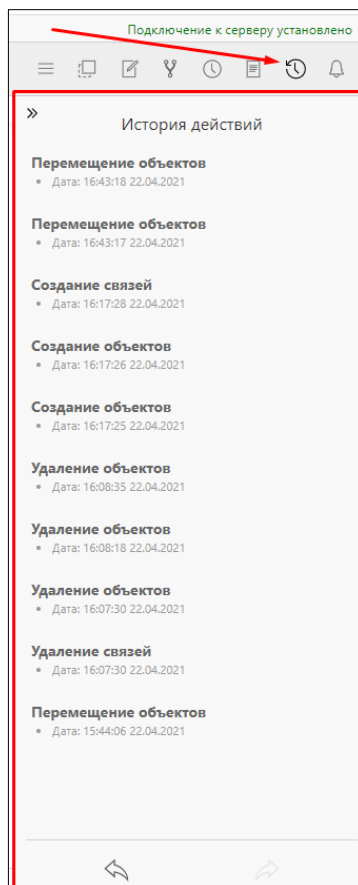 Подключение к серверу установлено
История действий
Перемещение объектов
Дата: 16:43:18 22.04.2021
Перемещение объектов
Дата: 16:43:17 22.04.2021
Создание связей
Дата: 16:17:28 22.04.2021
Создание объектов
Дата: 16:17:26 22.04.2021
Создание объектов
Дата: 16:17:25 22.04.2021
Удаление объектов
Дата: 16:08:35 22.04.2021
Удаление объектов
Дата: 16:08:18 22.04.2021
Удаление объектов
Дата: 16:07:30 22.04.2021
Удаление связей
Дата: 16:07:30 22.04.2021
Перемещение объектов
Дата: 15:44:06 22.04.2021